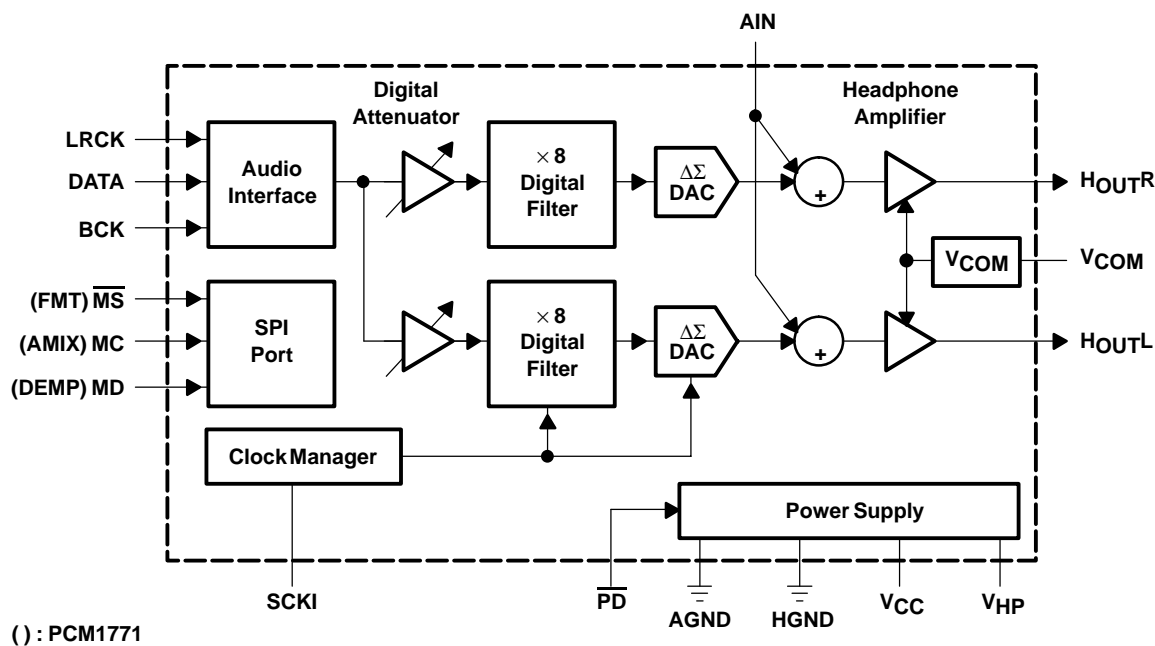 AIN
Digital
Attenuator
Headphone
Amplifier
LRCK
DATA
BCK
Audio
Interface
× 8
Digital
Filter
ΔΣ
DAC
+
HOUTR
VCOM
VCOM
(FMT) MS
(AMIX) MC
(DEMP) MD
SPI
Port
× 8
Digital
Filter
ΔΣ
DAC
+
HOUTL
Clock Manager
Power Supply
SCKI
PD
AGND
HGND
VCC
VHP
( ) : PCM1771